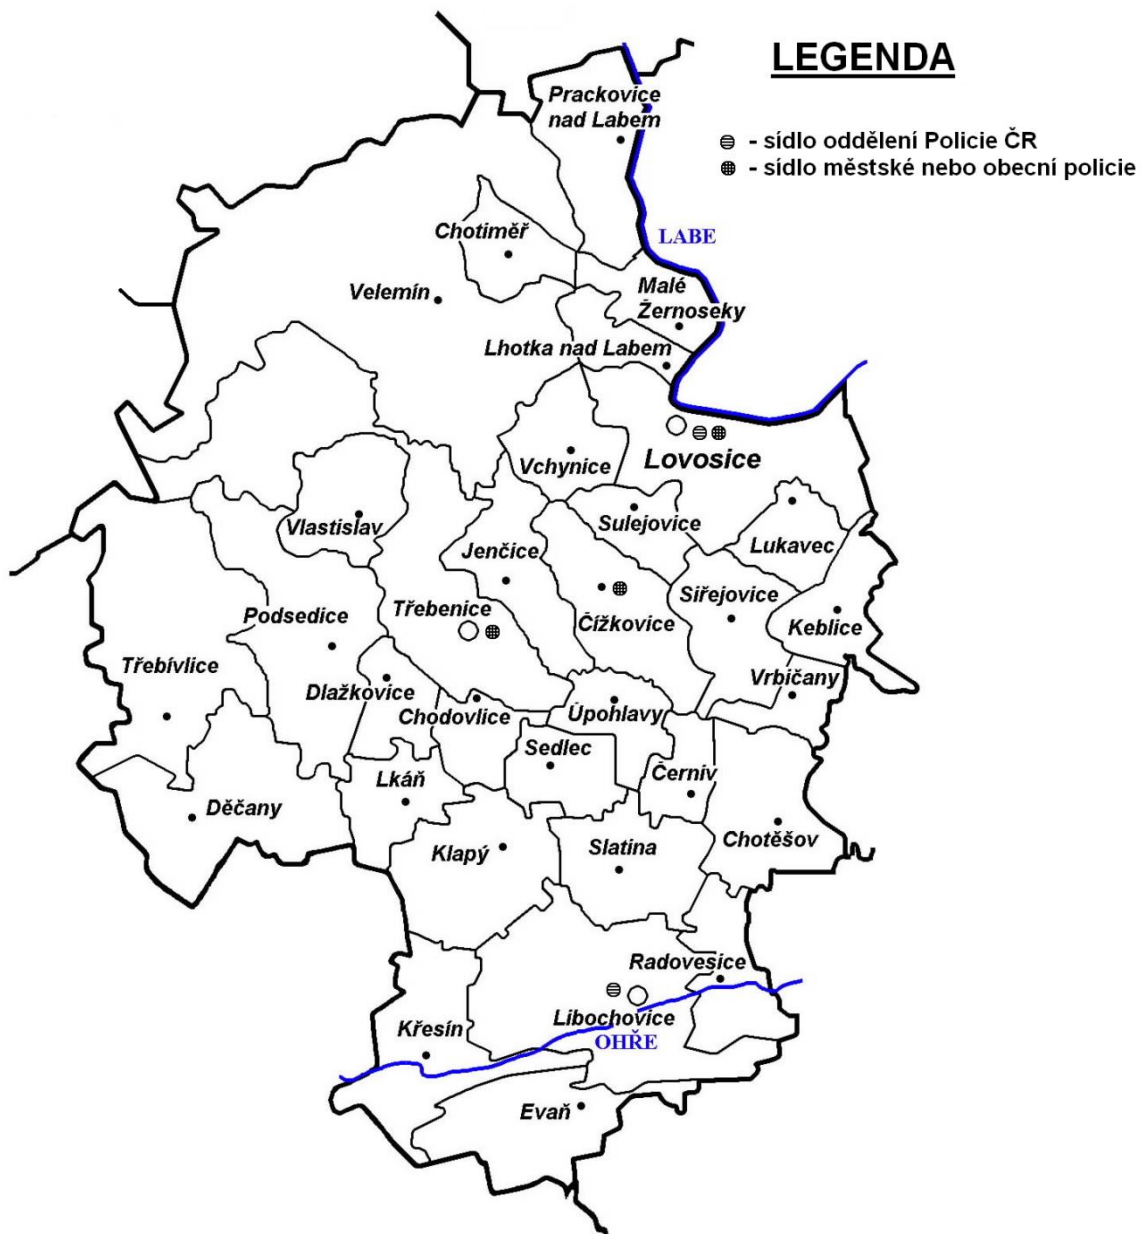 LEGENDA
Prackovice
nad Labem
- sídlo oddělení Policie ČR
- sídlo městské nebo obecní policie
Chotiměř
LABE
Velemín
Malé
Žernoseky
Lhotka nad Labem
Vchynice
Lovosice
Vlastislav
Sulejovice
Jenčice
Lukavec
Třebenice
Podsedice
Čížkovice
Siřejovice
Keblice
Třebívlice
Dlažkovice
Vrbičany
Chodovlice
Úpohlavy
Sedlec
Lkáň
Černiv
Děčany
Klapý
Slatina
Chotěšov
Radovesice
Libochovice
Křesín
OHŘE
Evaň